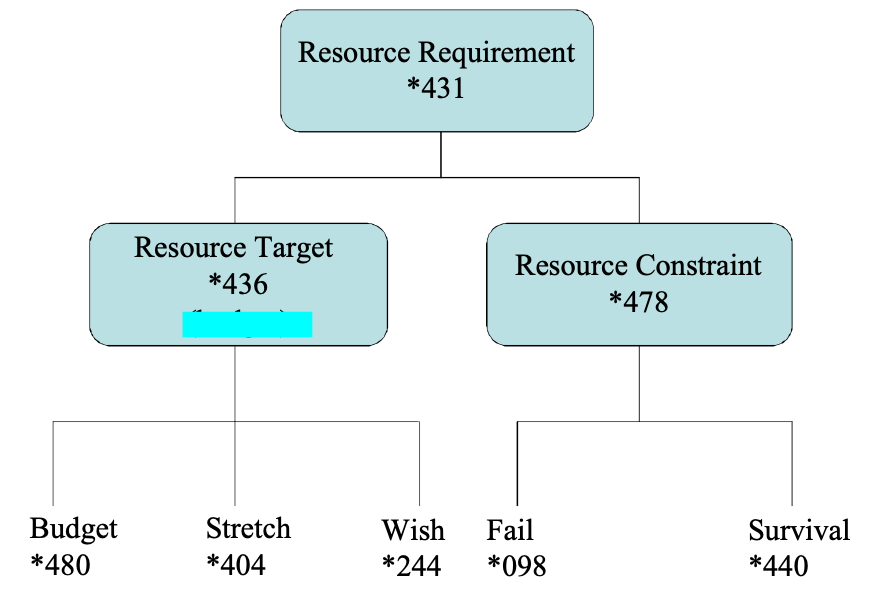 Resource Requirement
*431
Resource Target
*436
Resource Constraint
*478
Budget
*480
Stretch
*404
Wish
*244
Fail
*098
Survival
*440